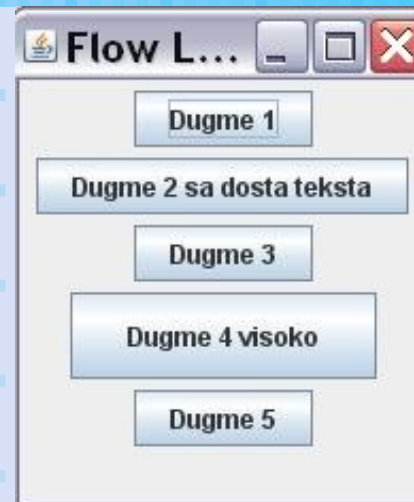 Flow L...
Dugme 1
Dugme 2 sa dosta teksta
Dugme 3
Dugme 4 visoko
Dugme 5